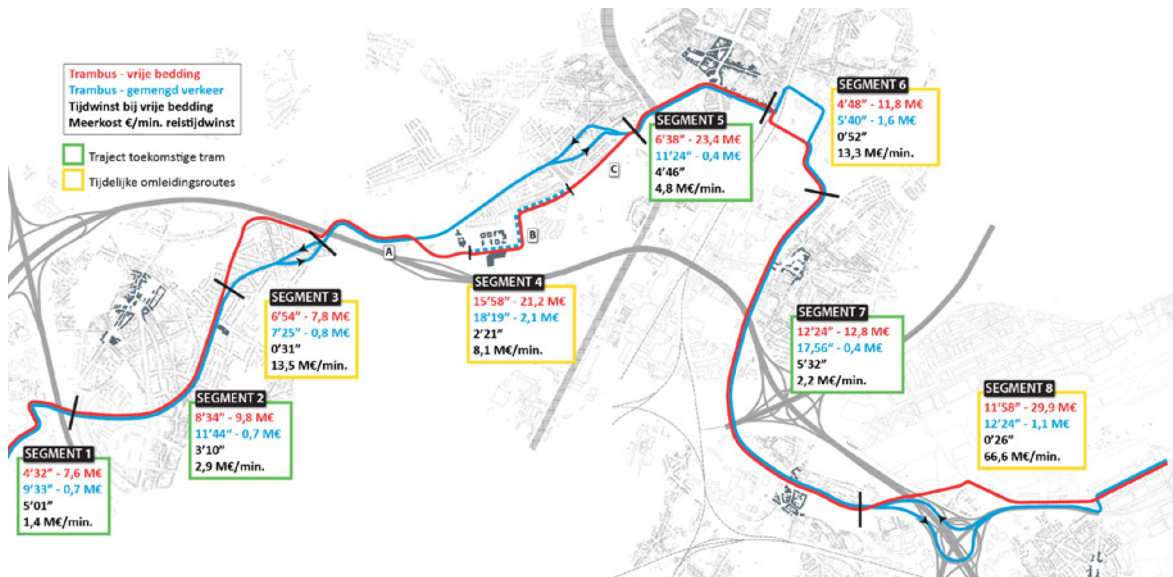 Trambus - vrije bedding
Trambus - gemengd verkeer
Tijdwinst bij vrije bedding
Meerkost €/min. reistijdwinst
Traject toekomstige tram
Tijdelijke omleidingsroutes
SEGMENT 1
4'32" - 7,6 M€
9'33" - 0,7 M€
5'01"
1,4 M€/min.
SEGMENT 2
8'34" - 9,8 M€
11'44" - 0,7 M€
3'10"
2,9 M€/min.
SEGMENT 3
6'54" - 7,8 M€
7'25" - 0,8 M€
0'31"
13,5 M€/min.
A
B
C
SEGMENT 4
15'58" - 21,2 M€
18'19" - 2,1 M€
2'21"
8,1 M€/min.
SEGMENT 5
6'38" - 23,4 M€
11'24" - 0,4 M€
4'46"
4,8 M€/min.
SEGMENT 6
4'48" - 11,8 M€
5'40" - 1,6 M€
0'52"
13,3 M€/min.
SEGMENT 7
12'24" - 12,8 M€
17,56" - 0,4 M€
5'32"
2,2 M€/min.
SEGMENT 8
11'58" - 29,9 M€
12'24" - 1,1 M€
0'26"
66,6 M€/min.